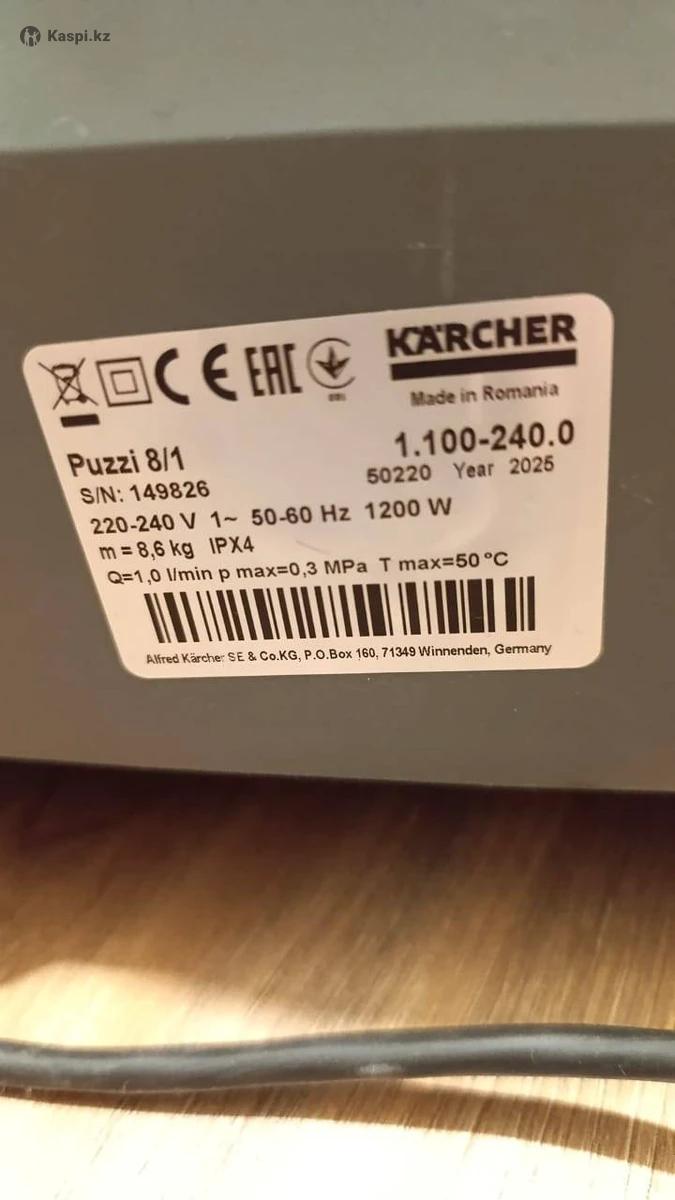 Kaspi.kz
CE EAC
KÄRCHER
Made in Romania
Puzzi 8/1
1.100-240.0
S/N: 149826
50220 Year 2025
220-240 V 1~ 50-60 Hz 1200 W
m = 8,6 kg IPX4
Q=1,0 l/min p max=0,3 MPa T max=50 °C
Alfred Kärcher SE & Co.KG, P.O.Box 160, 71349 Winnenden, Germany